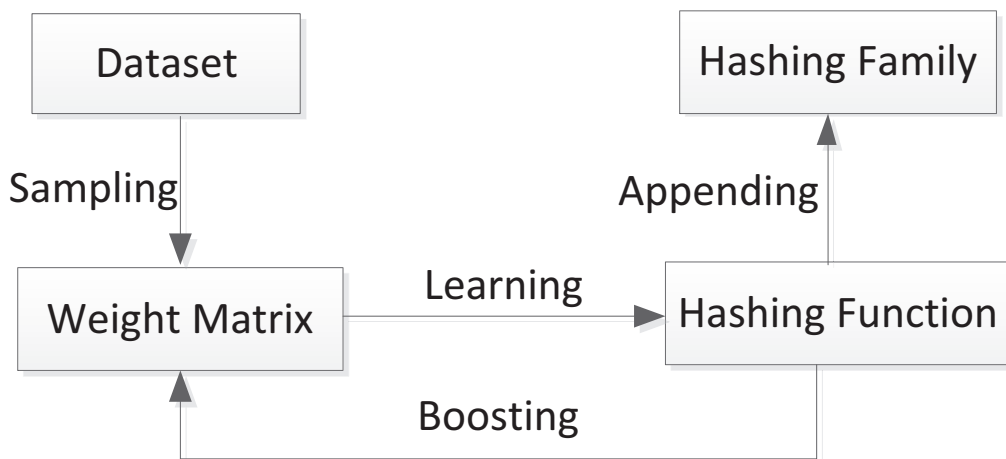 Dataset
Hashing Family
Sampling
Appending
Learning
Weight Matrix
Hashing Function
Boosting